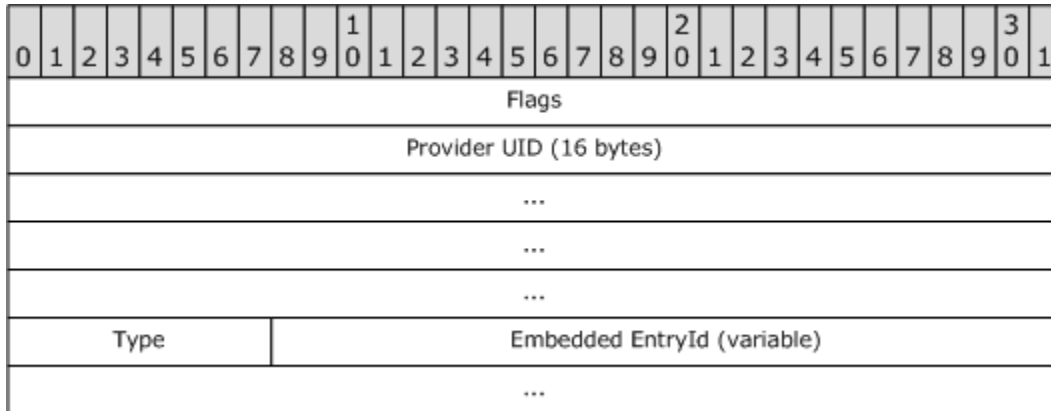 0 1 2 3 4 5 6 7 8 9 1 0 1 2 3 4 5 6 7 8 9 2 0 1 2 3 4 5 6 7 8 9 3 0 1
Flags
Provider UID (16 bytes)
...
...
...
Type Embedded EntryId (variable)
...